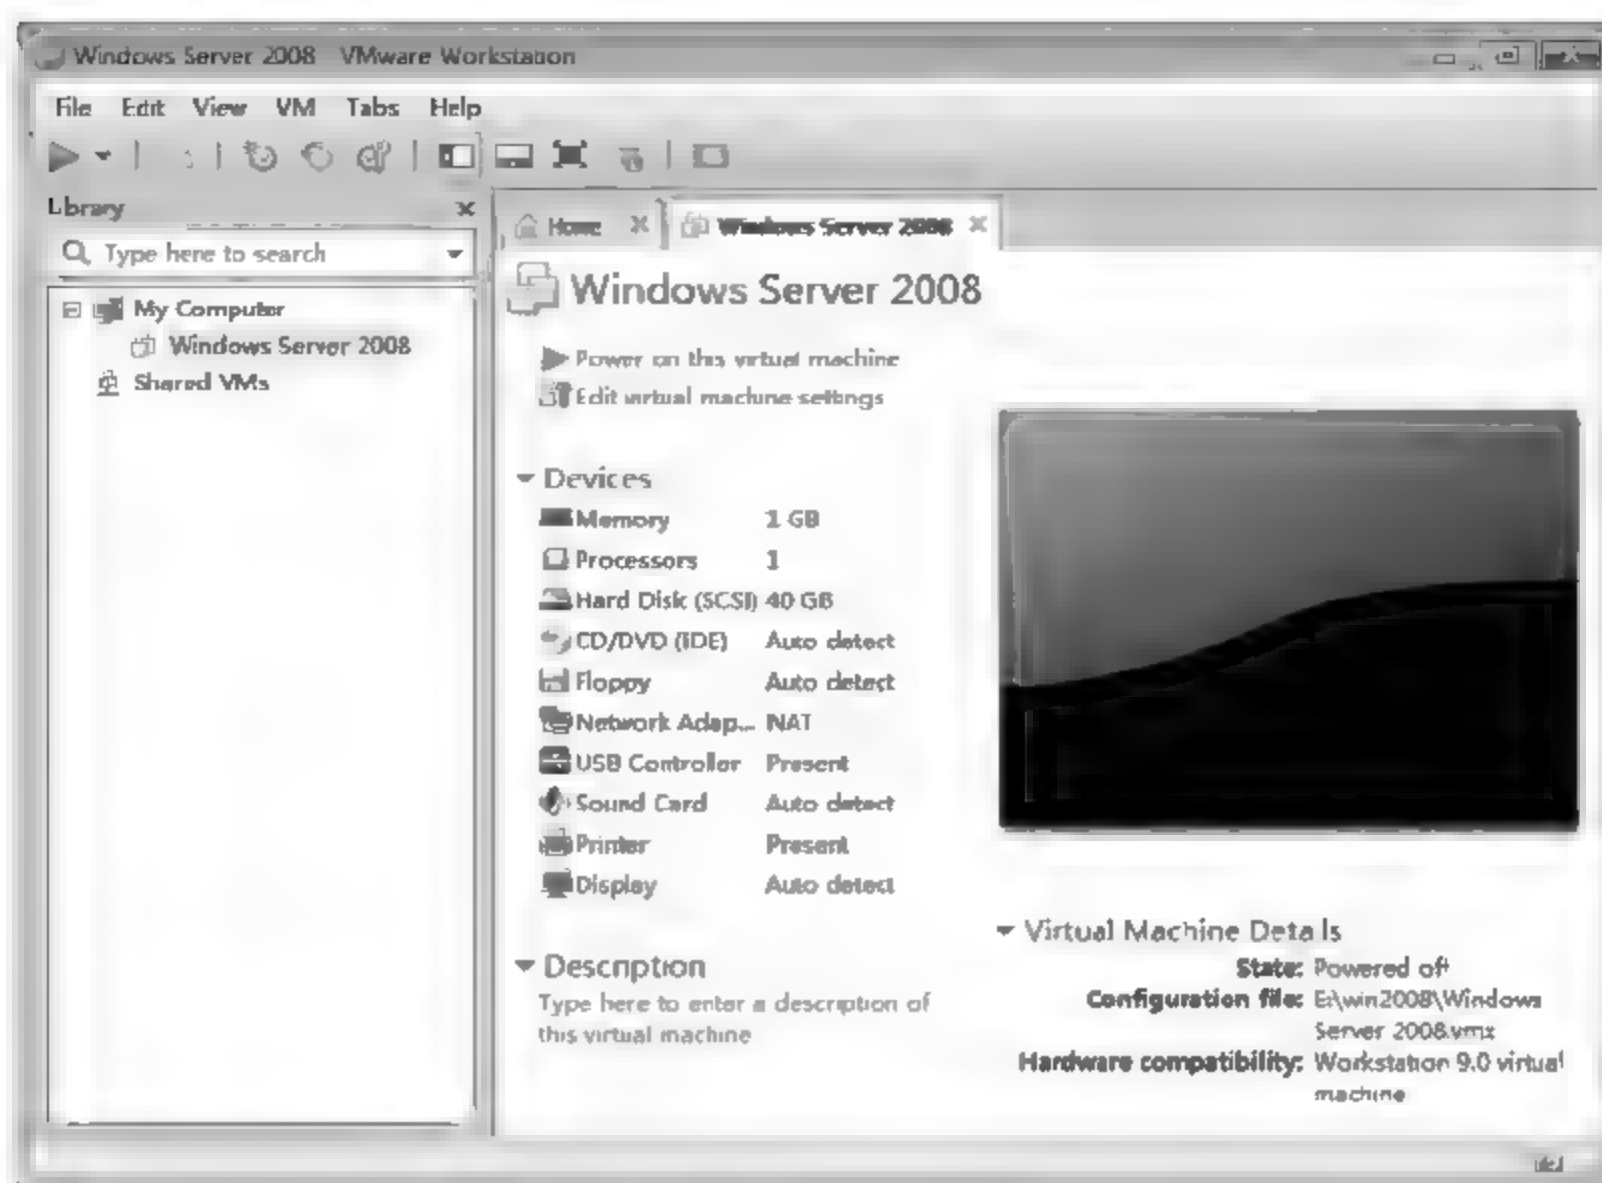 Windows Server 2008 VMware Workstation
File Edit View VM Tabs Help
Library
Type here to search
My Computer
Windows Server 2008
Shared VMs
Home
Windows Server 2008
Windows Server 2008
Power on this virtual machine
Edit virtual machine settings
Devices
Memory 1 GB
Processors 1
Hard Disk (SCSI) 40 GB
CD/DVD (IDE) Auto detect
Floppy Auto detect
Network Adap... NAT
USB Controller Present
Sound Card Auto detect
Printer Present
Display Auto detect
Description
Type here to enter a description of
this virtual machine
Virtual Machine Details
State: Powered off
Configuration file: E:\win2008\Windows
Server 2008.vmx
Hardware compatibility: Workstation 9.0 virtual
machine